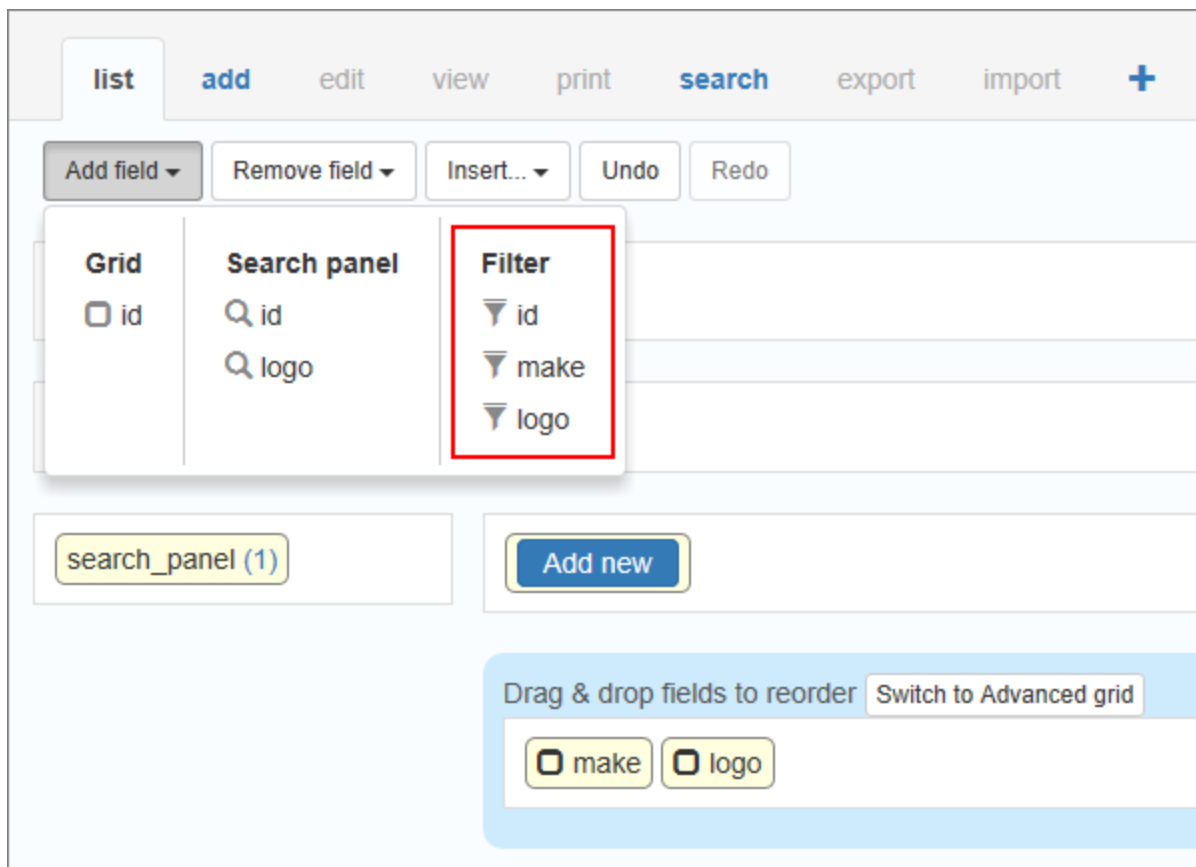 list add edit view print search export import +
Add field Remove field Insert... Undo Redo
Grid Search panel Filter
id id id
logo make
logo
search_panel (1) Add new
Drag & drop fields to reorder Switch to Advanced grid
make logo